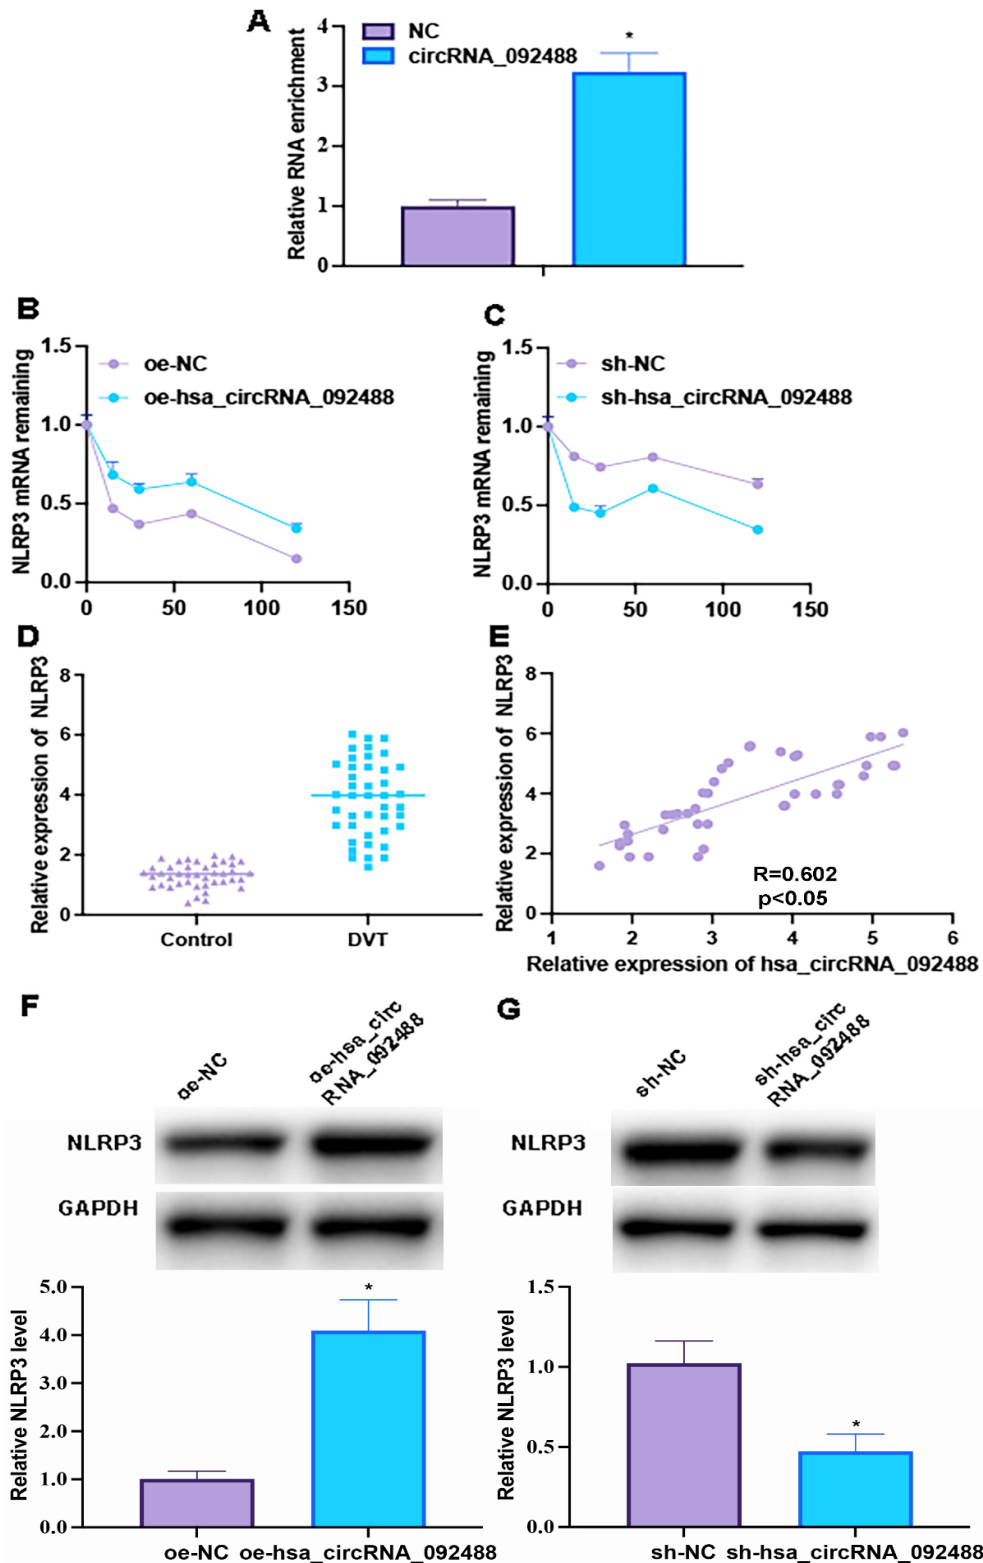 A
NC
circRNA_092488
*
4
3
2
1
0
Relative RNA enrichment
B
oe-NC
oe-hsa_circRNA_092488
1.5
1.0
0.5
0.0
0 50 100 150
NLRP3 mRNA remaining
C
sh-NC
sh-hsa_circRNA_092488
1.5
1.0
0.5
0.0
0 50 100 150
NLRP3 mRNA remaining
D
8
6
4
2
0
Relative expression of NLRP3
Control DVT
E
8
6
4
2
0
Relative expression of NLRP3
R=0.602
p<0.05
1 2 3 4 5 6
Relative expression of hsa_circRNA_092488
F
oe-NC
oe-hsa_circ
RNA_092488
NLRP3
GAPDH
5.0
4.0
3.0
2.0
1.0
0.0
*
Relative NLRP3 level
oe-NC oe-hsa_circRNA_092488
G
sh-NC
sh-hsa_circ
RNA_092488
NLRP3
GAPDH
1.5
1.0
0.5
0.0
*
Relative NLRP3 level
sh-NC sh-hsa_circRNA_092488